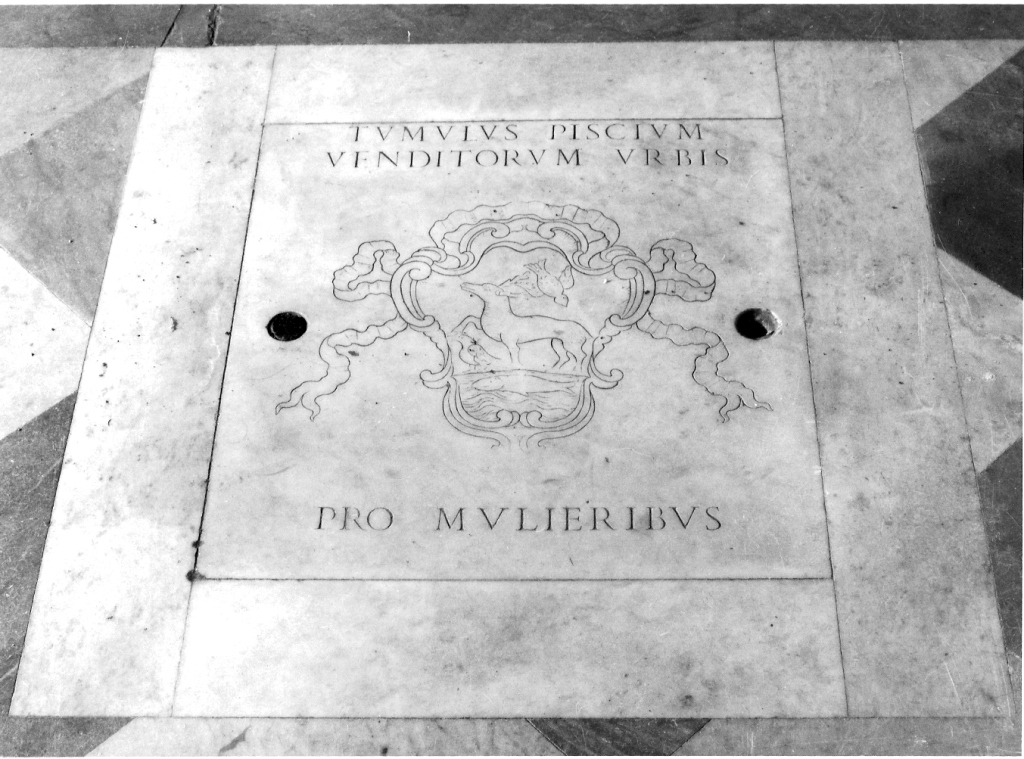 TVMVLVS PISCIVM
VENDITORVM VRBIS
PRO MVLIERIBVS